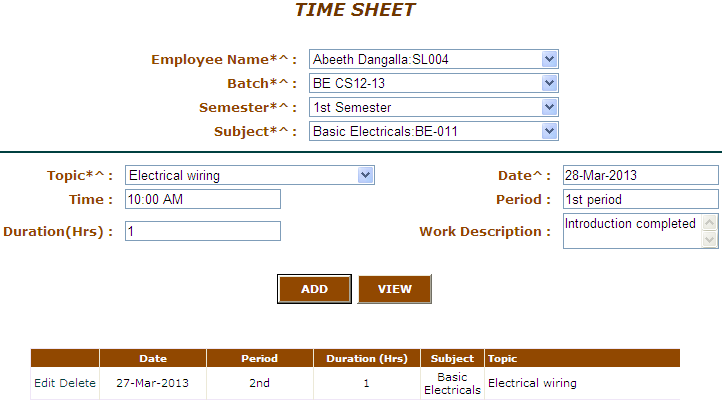 TIME SHEET
Employee Name*^ : Abeeth Dangalla:SL004
Batch*^ : BE CS12-13
Semester*^ : 1st Semester
Subject*^ : Basic Electricals:BE-011
Topic*^ : Electrical wiring Date^ : 28-Mar-2013
Time : 10:00 AM Period : 1st period
Duration(Hrs) : 1 Work Description : Introduction completed
ADD VIEW
Date Period Duration (Hrs) Subject Topic
Edit Delete 27-Mar-2013 2nd 1 Basic Electricals Electrical wiring